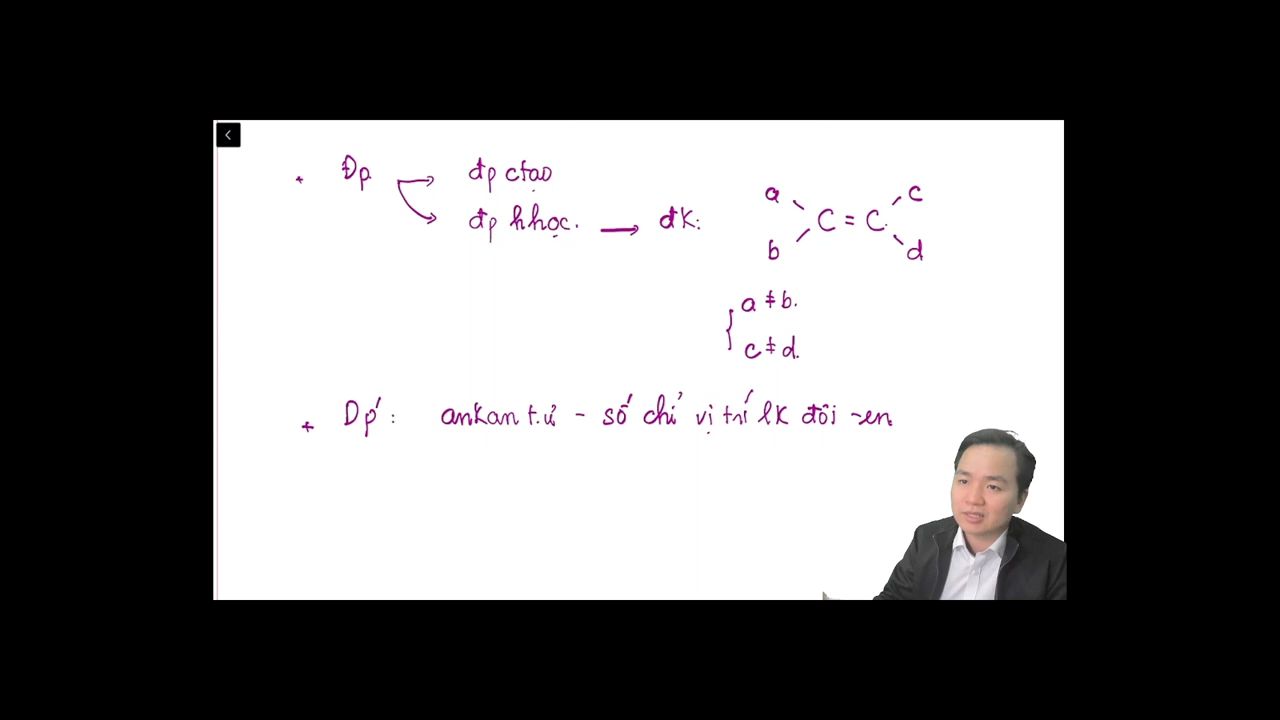 + Đp → đp ctạo
→ đp hhọc. → đk:
a c
C = C
b d
{ a ≠ b.
c ≠ d.
+ Dp': ankan t.ư - số chỉ vị trí lk đôi -en